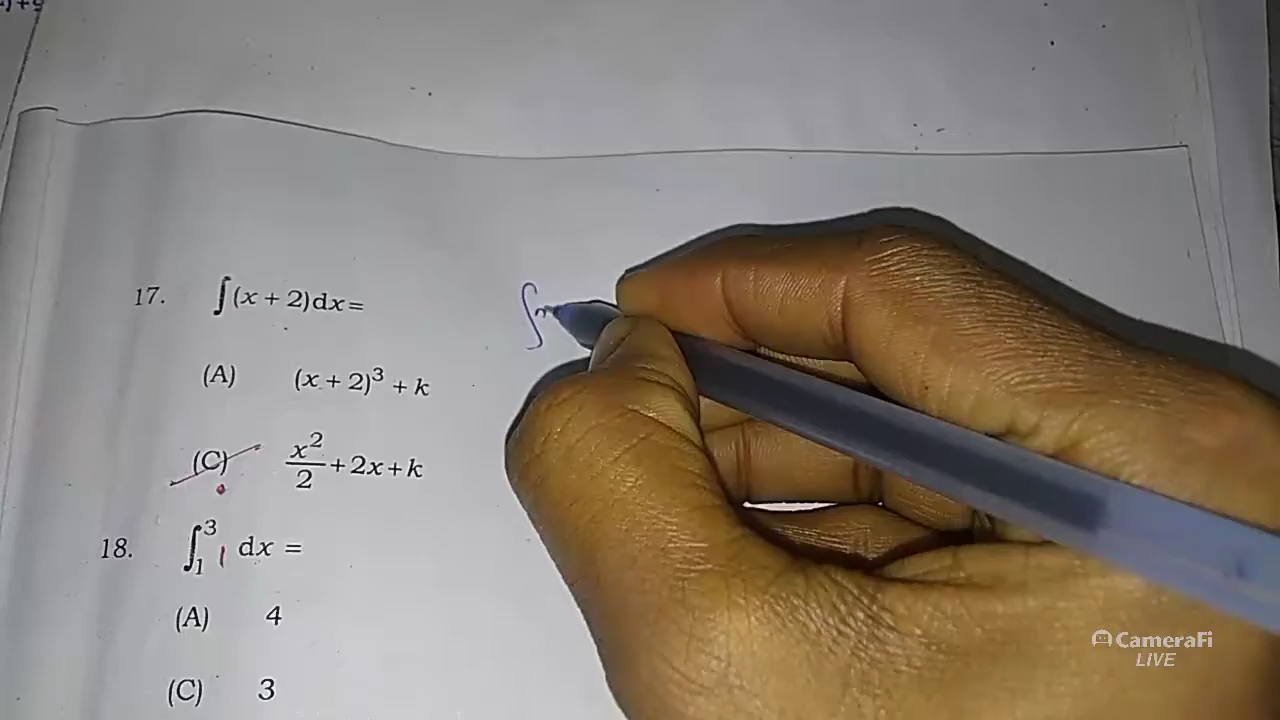 17. ∫(x + 2)dx =
(A) (x + 2)³ + k
(C) x²/2 + 2x + k
18. ∫₁³ 1 dx =
(A) 4
(C) 3
CameraFi
LIVE